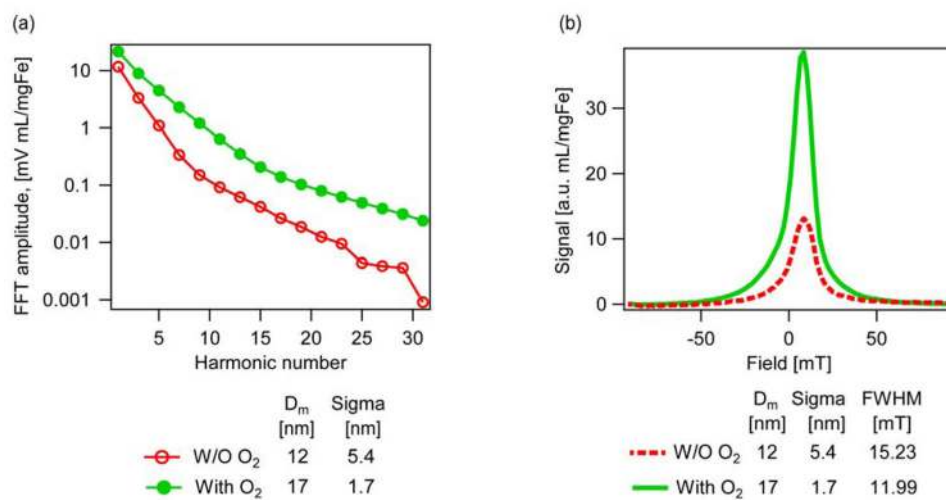 (a)
FFT amplitude, [mV mL/mgFe]
10
1
0.1
0.01
0.001
5 10 15 20 25 30
Harmonic number
Dₘ Sigma
[nm] [nm]
W/O O₂ 12 5.4
With O₂ 17 1.7
(b)
Signal [a.u. mL/mgFe]
30
20
10
0
-50 0 50
Field [mT]
Dₘ Sigma FWHM
[nm] [nm] [mT]
W/O O₂ 12 5.4 15.23
With O₂ 17 1.7 11.99